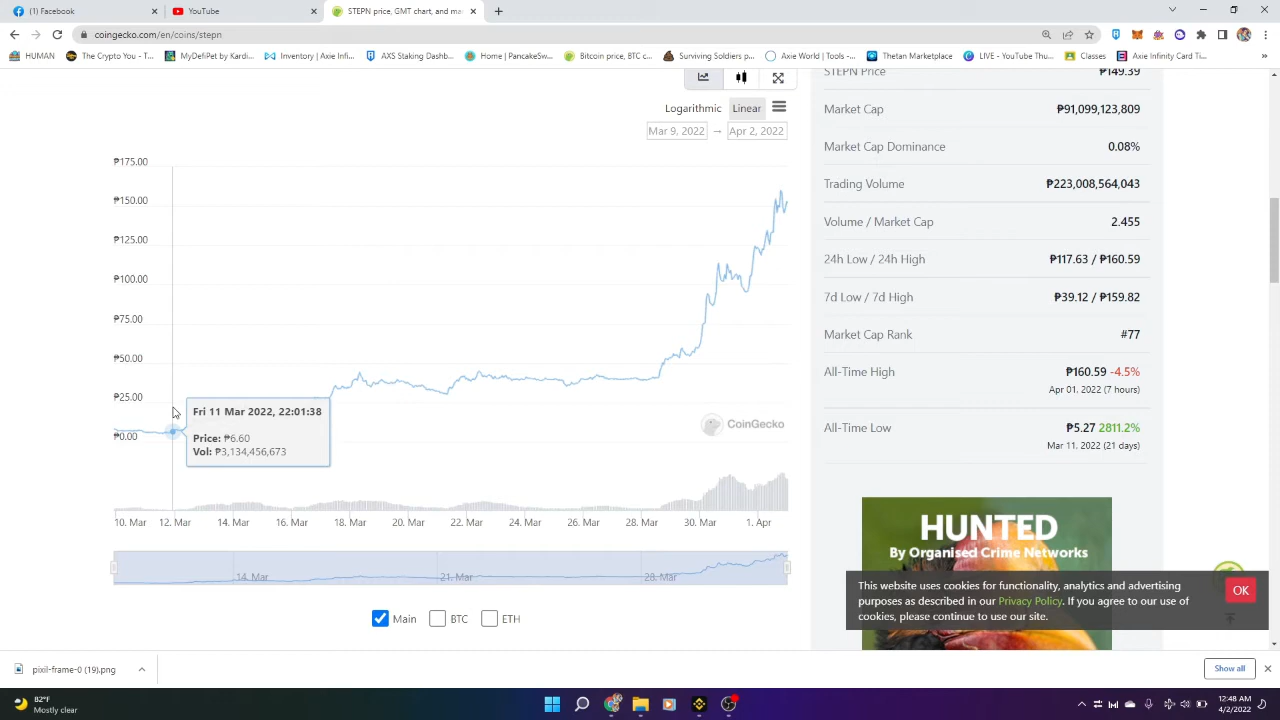 (1) Facebook
YouTube
STEPN price, GMT chart, and ma
coingecko.com/en/coins/stepn
HUMAN
The Crypto You - T...
MyDefiPet by Kardi...
Inventory | Axie Infi...
AXS Staking Dashb...
Home | PancakeSw...
Bitcoin price, BTC c...
Surviving Soldiers p...
Axie World | Tools -...
Thetan Marketplace
LIVE - YouTube Thu...
Classes
Axie Infinity Card Ti...
»
Logarithmic
Linear
Mar 9, 2022 → Apr 2, 2022
₱175.00
₱150.00
₱125.00
₱100.00
₱75.00
₱50.00
₱25.00
₱0.00
Fri 11 Mar 2022, 22:01:38
Price: ₱6.60
Vol: ₱3,134,456,673
CoinGecko
10. Mar 12. Mar 14. Mar 16. Mar 18. Mar 20. Mar 22. Mar 24. Mar 26. Mar 28. Mar 30. Mar 1. Apr
14. Mar 21. Mar 28. Mar
Main BTC ETH
STEPN Price ₱149.39
Market Cap ₱91,099,123,809
Market Cap Dominance 0.08%
Trading Volume ₱223,008,564,043
Volume / Market Cap 2.455
24h Low / 24h High ₱117.63 / ₱160.59
7d Low / 7d High ₱39.12 / ₱159.82
Market Cap Rank #77
All-Time High ₱160.59 -4.5%
Apr 01, 2022 (7 hours)
All-Time Low ₱5.27 2811.2%
Mar 11, 2022 (21 days)
HUNTED
By Organised Crime Networks
This website uses cookies for functionality, analytics and advertising
purposes as described in our Privacy Policy. If you agree to our use of
cookies, please continue to use our site.
OK
pixil-frame-0 (19).png
Show all
82°F
Mostly clear
12:48 AM
4/2/2022